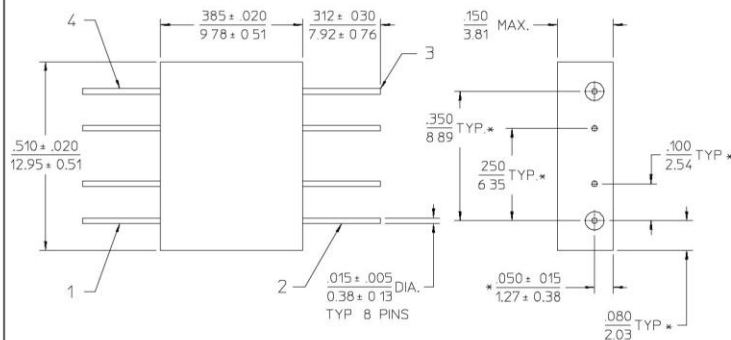 4
.385 ± .020
9.78 ± 0.51
.312 ± .030
7.92 ± 0.76
3
.150 MAX.
3.81
.510 ± .020
12.95 ± 0.51
.350 TYP.*
8.89
.250 TYP.*
6.35
.100 TYP *
2.54
1
2
.015 ± .005 DIA.
0.38 ± 0.13
TYP 8 PINS
* .050 ± .015
1.27 ± 0.38
.080 TYP *
2.03